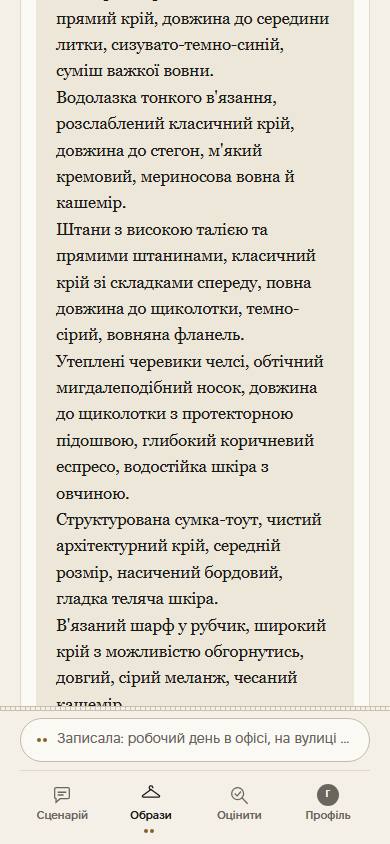 прямий крій, довжина до середини
литки, сизувато-темно-синій,
суміш важкої вовни.
Водолазка тонкого в'язання,
розслаблений класичний крій,
довжина до стегон, м'який
кремовий, мериносова вовна й
кашемір.
Штани з високою талією та
прямими штанинами, класичний
крій зі складками спереду, повна
довжина до щиколотки, темно-
сірий, вовняна фланель.
Утеплені черевики челсі, обтічний
мигдалеподібний носок, довжина
до щиколотки з протекторною
підошвою, глибокий коричневий
еспресо, водостійка шкіра з
овчиною.
Структурована сумка-тоут, чистий
архітектурний крій, середній
розмір, насичений бордовий,
гладка теляча шкіра.
В'язаний шарф у рубчик, широкий
крій з можливістю обгорнутись,
довгий, сірий меланж, чесаний
кашемір
Записала: робочий день в офісі, на вулиці ...
Сценарій
Образи
Оцінити
Г
Профіль